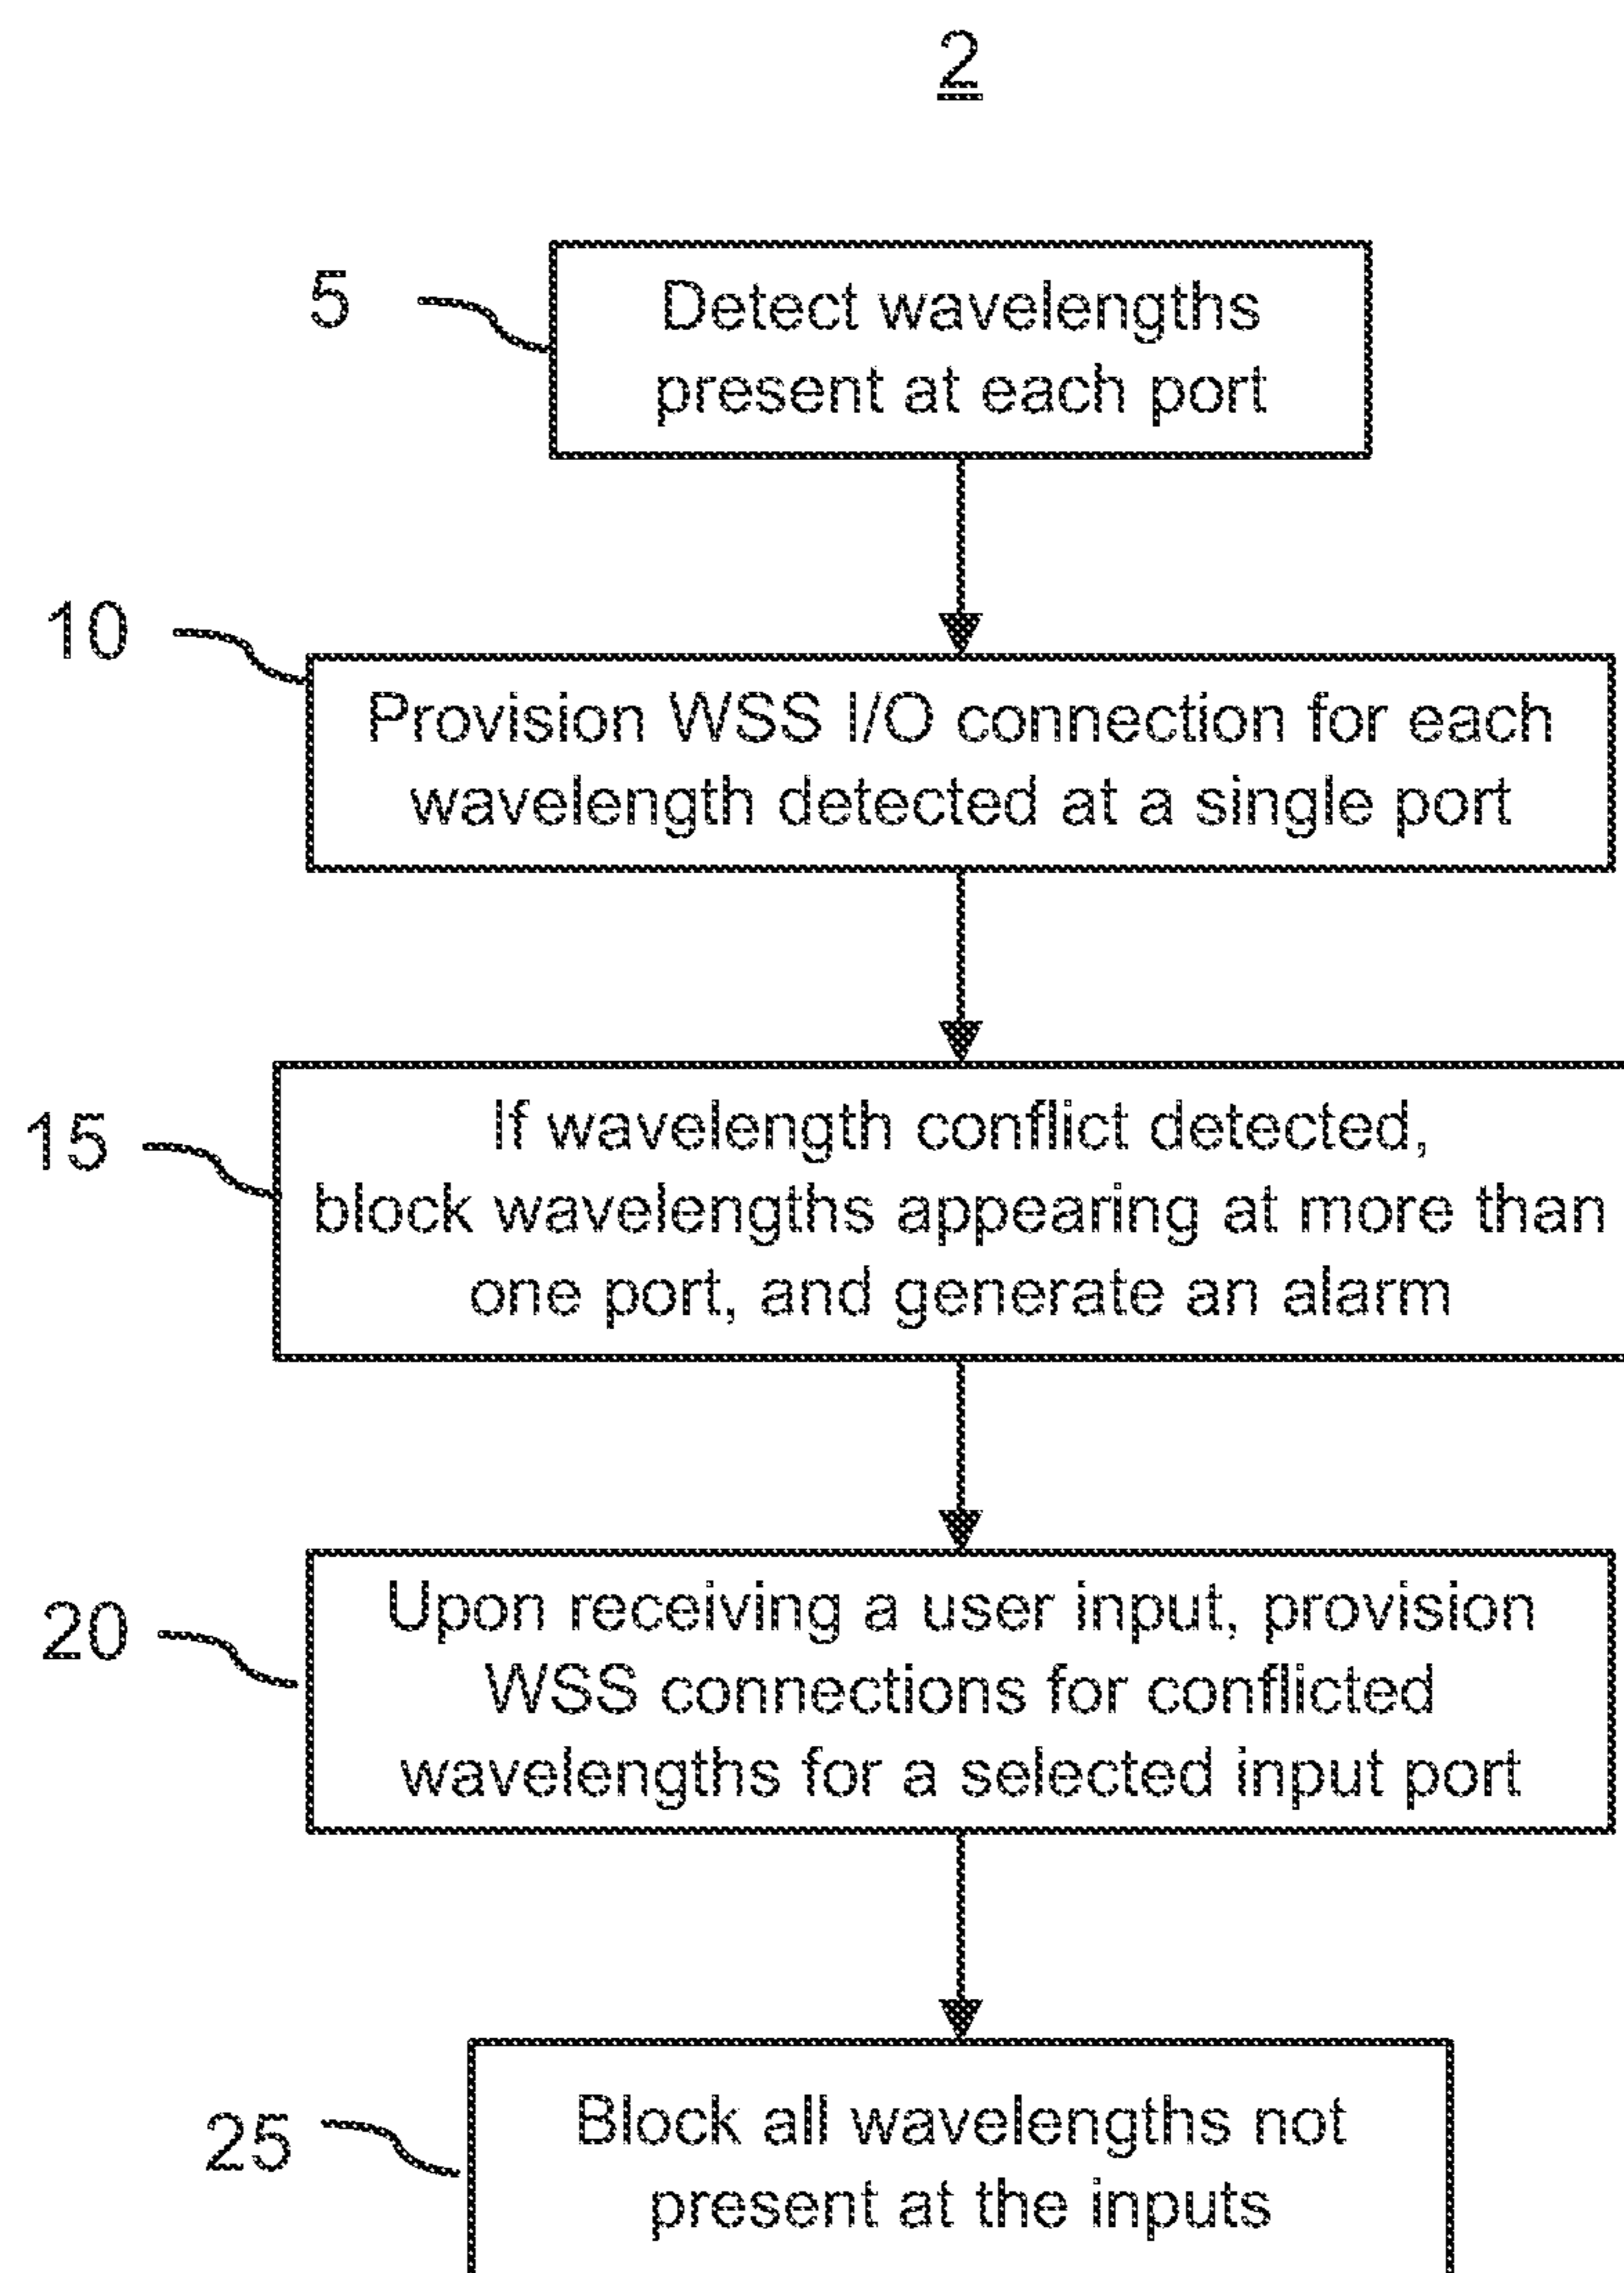 2
5
Detect wavelengths
present at each port
10
Provision WSS I/O connection for each
wavelength detected at a single port
15
If wavelength conflict detected,
block wavelengths appearing at more than
one port, and generate an alarm
20
Upon receiving a user input, provision
WSS connections for conflicted
wavelengths for a selected input port
25
Block all wavelengths not
present at the inputs